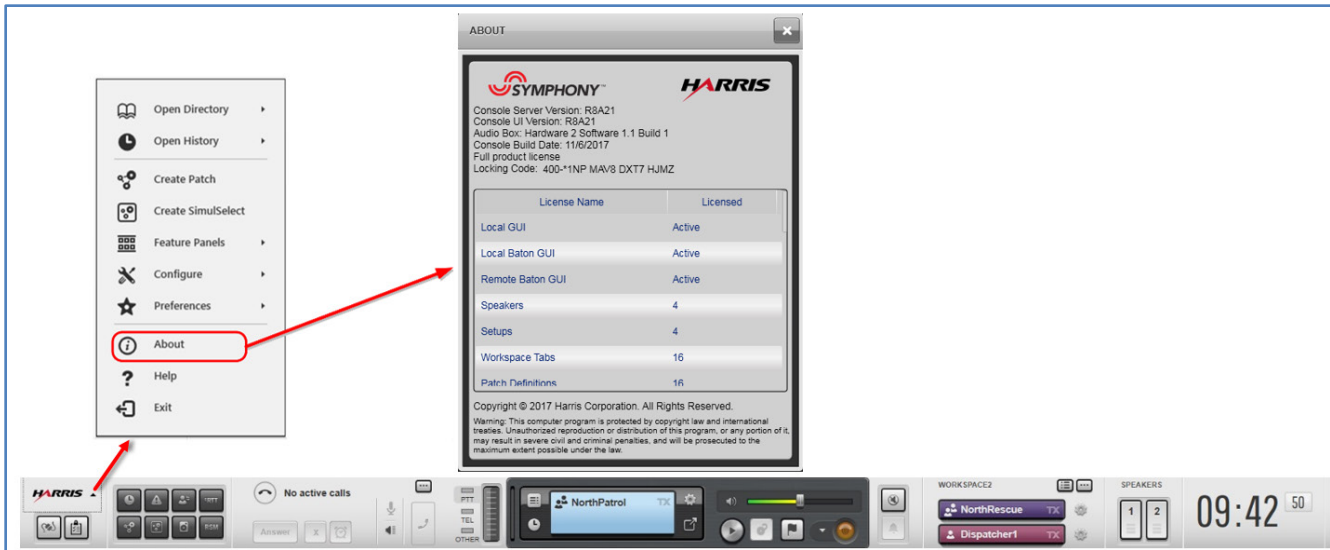 ABOUT
SYMPHONY™
HARRIS
Console Server Version: R8A21
Console UI Version: R8A21
Audio Box: Hardware 2 Software 1.1 Build 1
Console Build Date: 11/6/2017
Full product license
Locking Code: 400-*1NP MAV8 DXT7 HJMZ
License Name Licensed
Local GUI Active
Local Baton GUI Active
Remote Baton GUI Active
Speakers 4
Setups 4
Workspace Tabs 16
Patch Definitions 16
Copyright © 2017 Harris Corporation. All Rights Reserved.
Warning: This computer program is protected by copyright law and international
treaties. Unauthorized reproduction or distribution of this program, or any portion of it,
may result in severe civil and criminal penalties, and will be prosecuted to the
maximum extent possible under the law.
Open Directory
Open History
Create Patch
Create SimulSelect
Feature Panels
Configure
Preferences
About
Help
Exit
HARRIS
No active calls
Answer
PTT
TEL
OTHER
NorthPatrol TX
WORKSPACE2
NorthRescue TX
Dispatcher1 TX
SPEAKERS
1 2
09:42 50